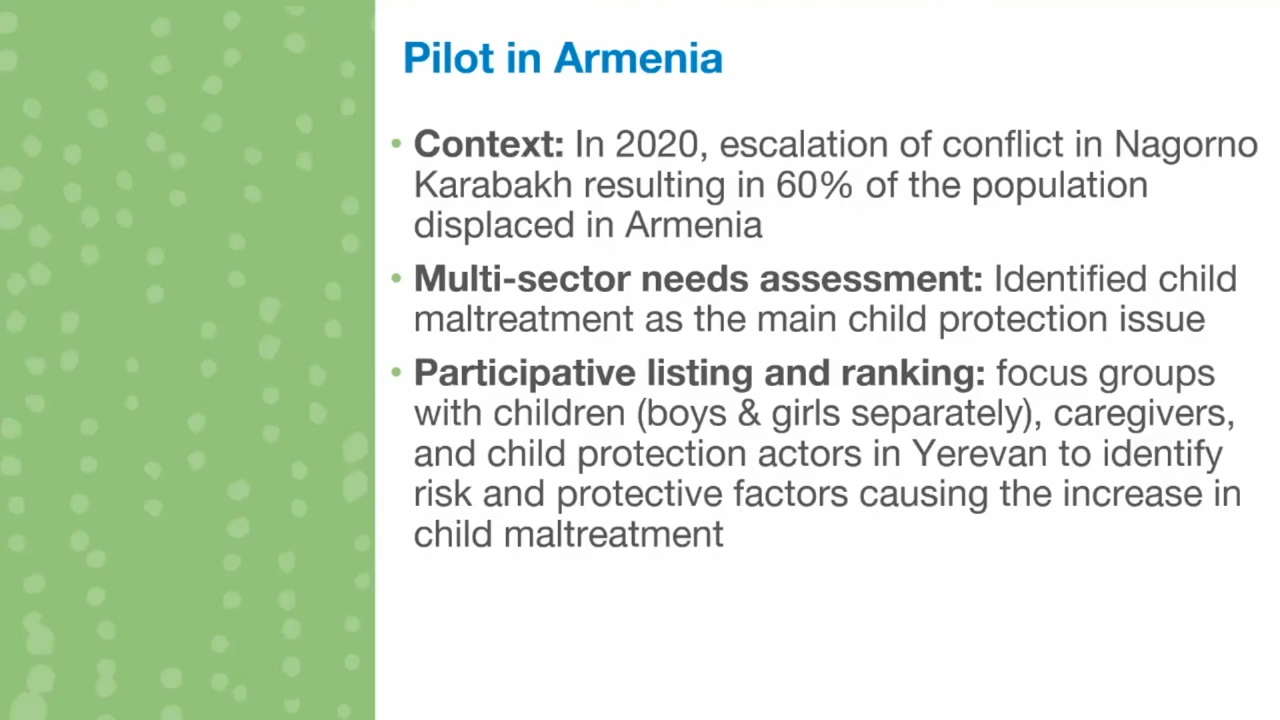 Pilot in Armenia
• Context: In 2020, escalation of conflict in Nagorno
Karabakh resulting in 60% of the population
displaced in Armenia
• Multi-sector needs assessment: Identified child
maltreatment as the main child protection issue
• Participative listing and ranking: focus groups
with children (boys & girls separately), caregivers,
and child protection actors in Yerevan to identify
risk and protective factors causing the increase in
child maltreatment